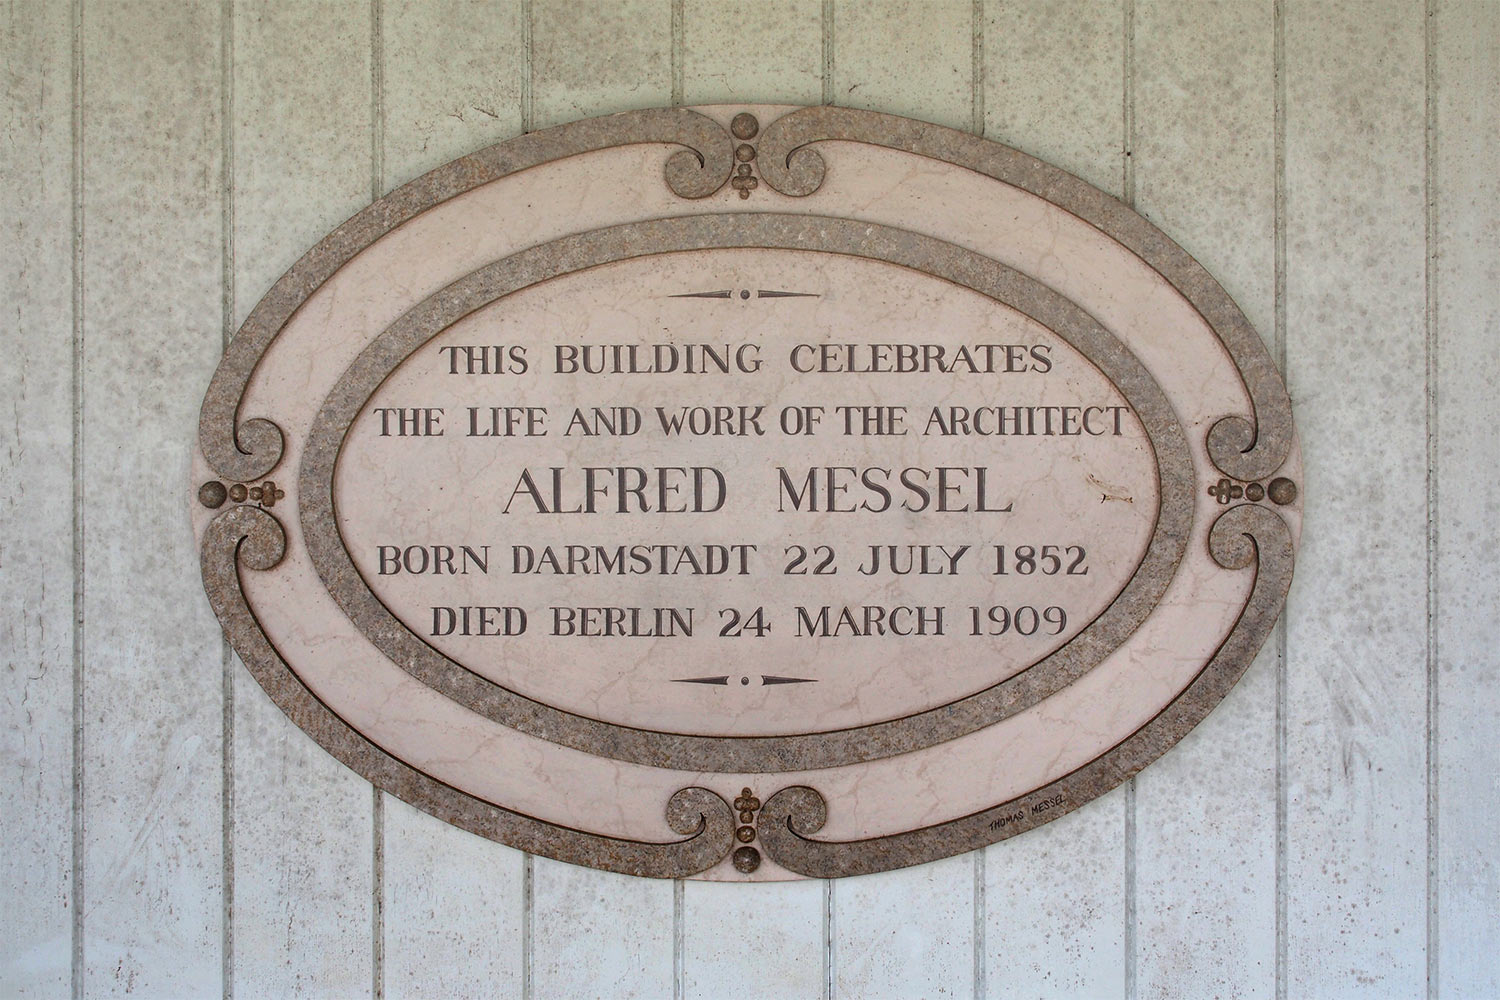 THIS BUILDING CELEBRATES
THE LIFE AND WORK OF THE ARCHITECT
ALFRED MESSEL
BORN DARMSTADT 22 JULY 1852
DIED BERLIN 24 MARCH 1909
THOMAS MESSEL